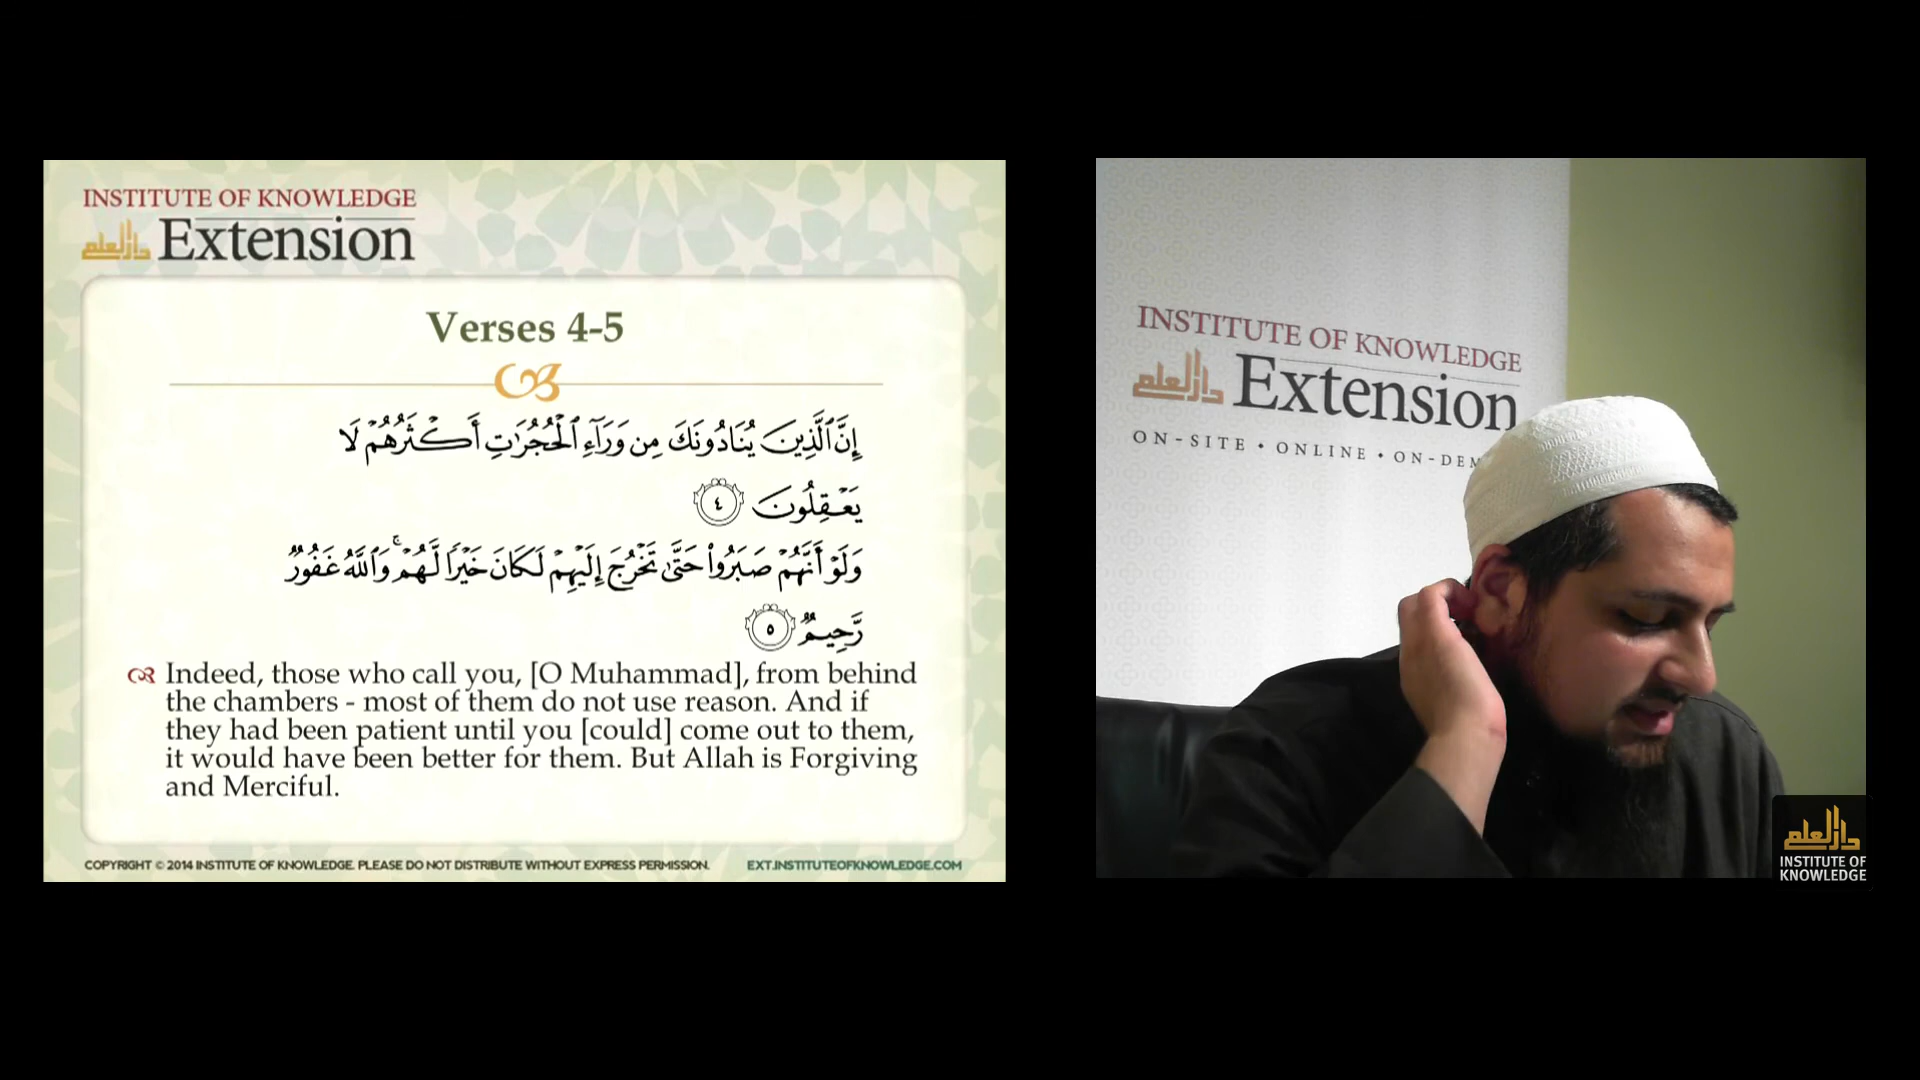 INSTITUTE OF KNOWLEDGE
دار العلم Extension
Verses 4-5
إِنَّ ٱلَّذِينَ يُنَادُونَكَ مِن وَرَآءِ ٱلْحُجُرَٰتِ أَكْثَرُهُمْ لَا
يَعْقِلُونَ ٤
وَلَوْ أَنَّهُمْ صَبَرُوا۟ حَتَّىٰ تَخْرُجَ إِلَيْهِمْ لَكَانَ خَيْرًا لَّهُمْ ۚ وَٱللَّهُ غَفُورٌ
رَّحِيمٌ ٥
Indeed, those who call you, [O Muhammad], from behind
the chambers - most of them do not use reason. And if
they had been patient until you [could] come out to them,
it would have been better for them. But Allah is Forgiving
and Merciful.
COPYRIGHT © 2014 INSTITUTE OF KNOWLEDGE. PLEASE DO NOT DISTRIBUTE WITHOUT EXPRESS PERMISSION.
EXT.INSTITUTEOFKNOWLEDGE.COM
INSTITUTE OF KNOWLEDGE
دار العلم Extension
ON-SITE • ONLINE • ON-DEM
دار العلم
INSTITUTE OF
KNOWLEDGE